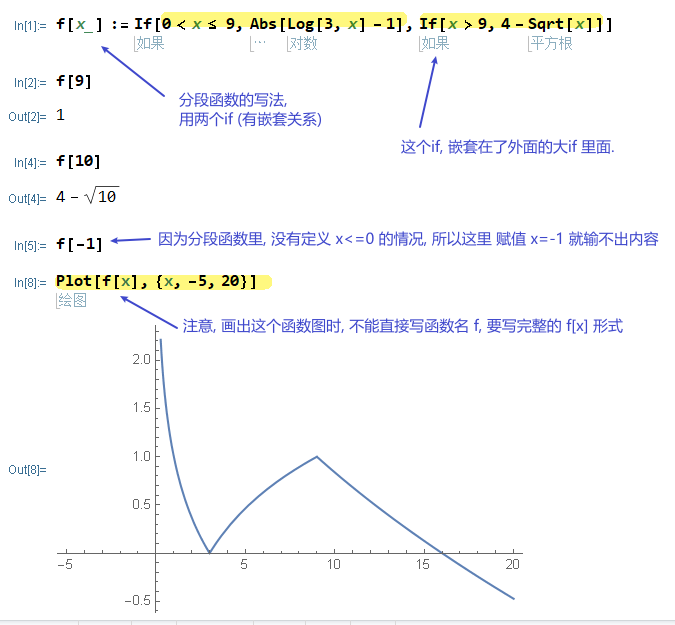 In[1]:= f[x_] := If[0 < x ≤ 9, Abs[Log[3, x] - 1], If[x > 9, 4 - Sqrt[x]]]
如果 … 对数 如果 平方根
In[2]:= f[9]
分段函数的写法,
用两个if (有嵌套关系)
Out[2]= 1
这个if, 嵌套在了外面的大if 里面.
In[4]:= f[10]
Out[4]= 4 - √10
In[5]:= f[-1]
因为分段函数里, 没有定义 x<=0 的情况, 所以这里 赋值 x=-1 就输不出内容
In[8]:= Plot[f[x], {x, -5, 20}]
绘图
注意, 画出这个函数图时, 不能直接写函数名 f, 要写完整的 f[x] 形式
2.0
1.5
1.0
Out[8]=
0.5
-5 5 10 15 20
-0.5